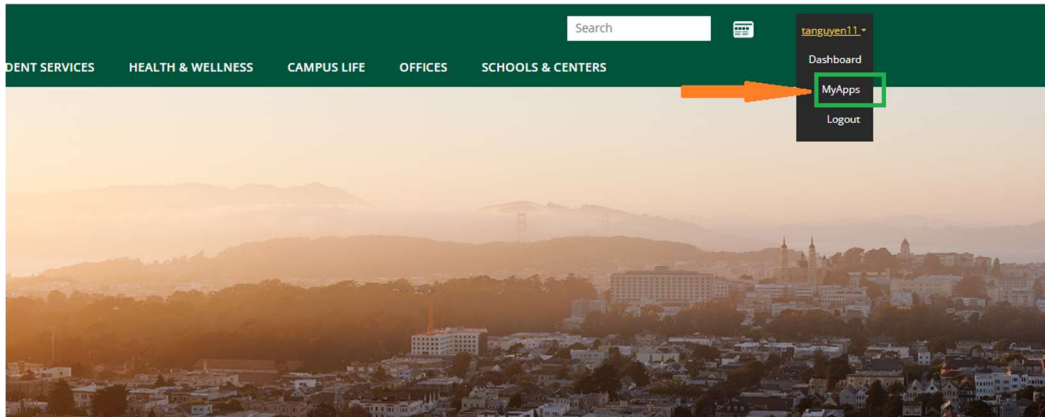 Search
tanguyen11
Dashboard
DENT SERVICES HEALTH & WELLNESS CAMPUS LIFE OFFICES SCHOOLS & CENTERS
MyApps
Logout